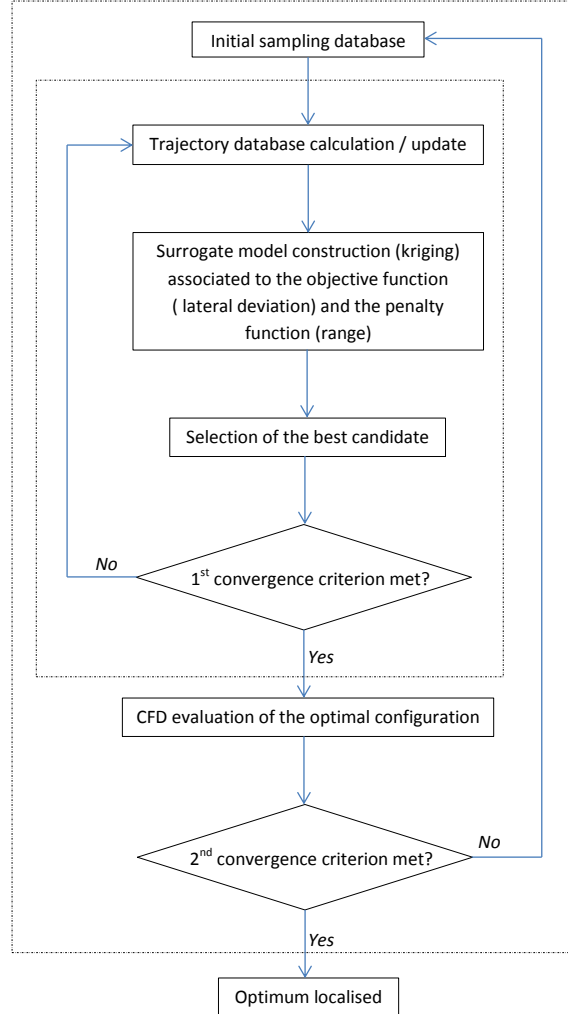 Initial sampling database
Trajectory database calculation / update
Surrogate model construction (kriging)
associated to the objective function
( lateral deviation) and the penalty
function (range)
Selection of the best candidate
No
1st convergence criterion met?
Yes
CFD evaluation of the optimal configuration
No
2nd convergence criterion met?
Yes
Optimum localised